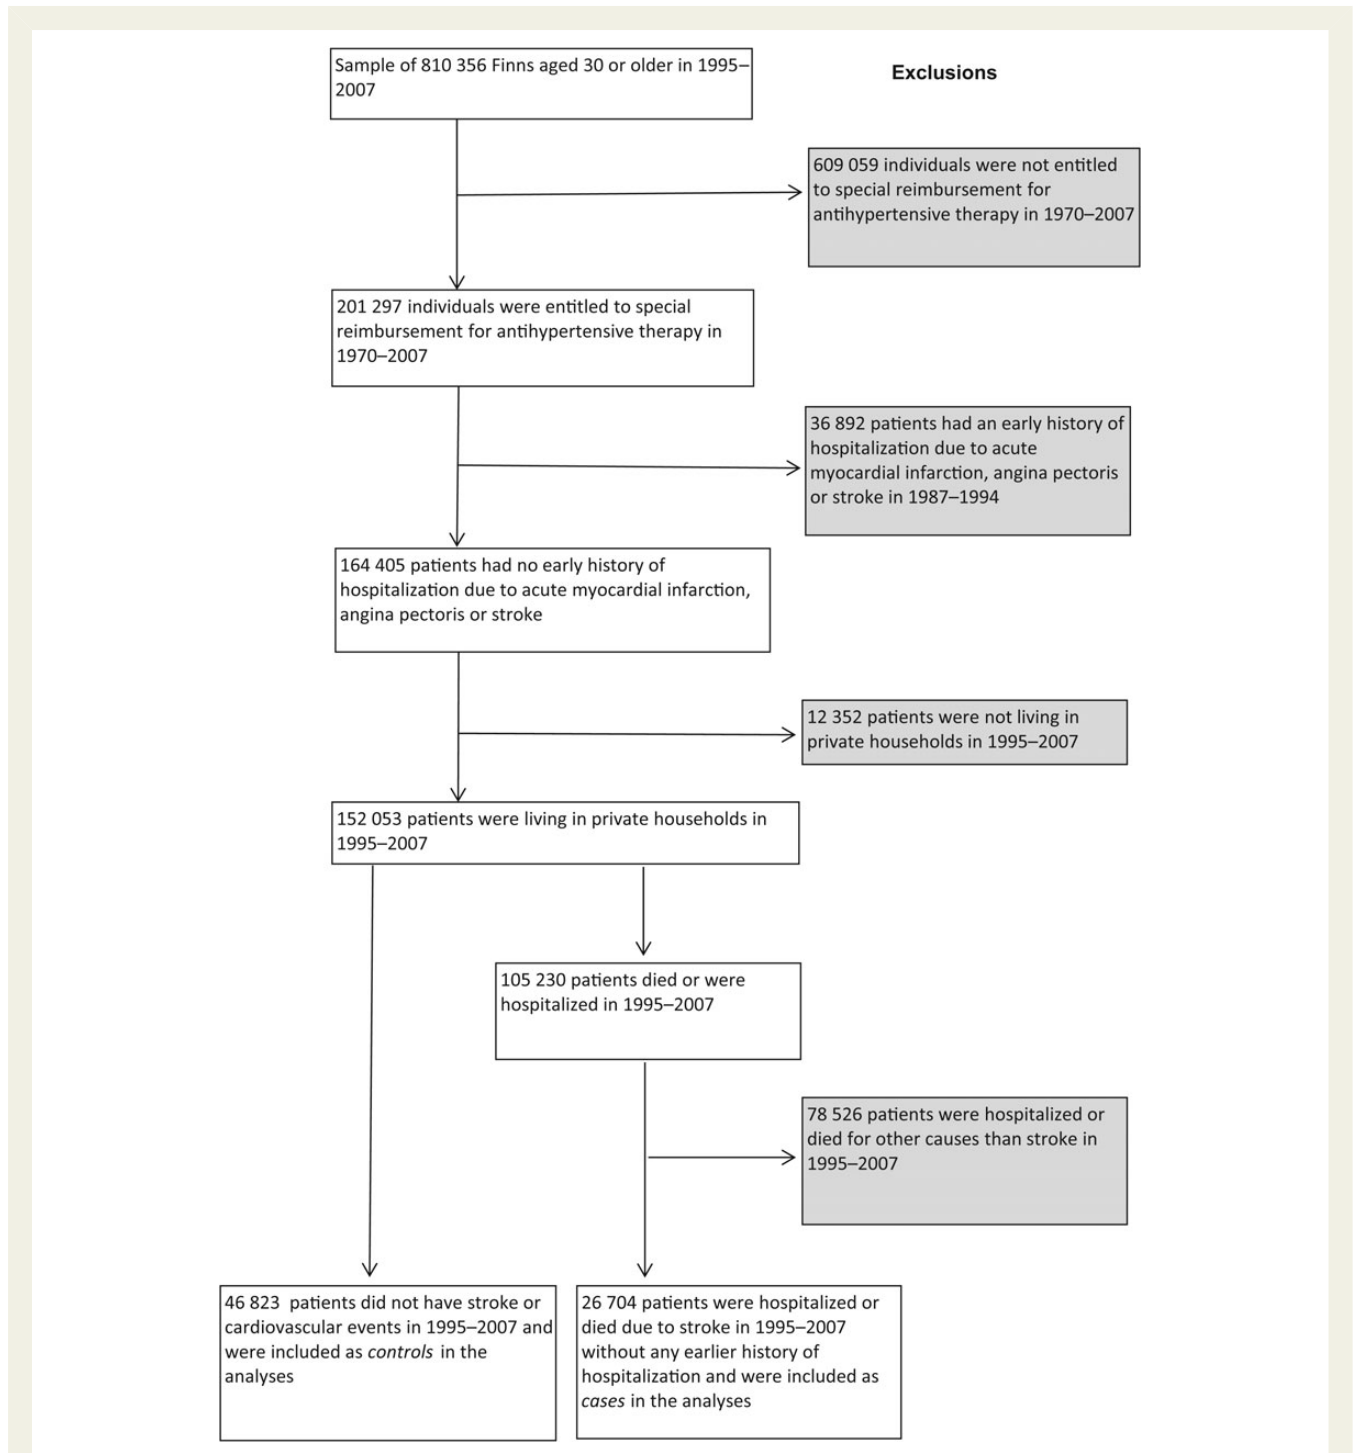 Sample of 810 356 Finns aged 30 or older in 1995–
2007
Exclusions
609 059 individuals were not entitled
to special reimbursement for
antihypertensive therapy in 1970–2007
201 297 individuals were entitled to special
reimbursement for antihypertensive therapy in
1970–2007
36 892 patients had an early history of
hospitalization due to acute
myocardial infarction, angina pectoris
or stroke in 1987–1994
164 405 patients had no early history of
hospitalization due to acute myocardial infarction,
angina pectoris or stroke
12 352 patients were not living in
private households in 1995–2007
152 053 patients were living in private households in
1995–2007
105 230 patients died or were
hospitalized in 1995–2007
78 526 patients were hospitalized or
died for other causes than stroke in
1995–2007
46 823 patients did not have stroke or
cardiovascular events in 1995–2007 and
were included as controls in the
analyses
26 704 patients were hospitalized or
died due to stroke in 1995–2007
without any earlier history of
hospitalization and were included as
cases in the analyses